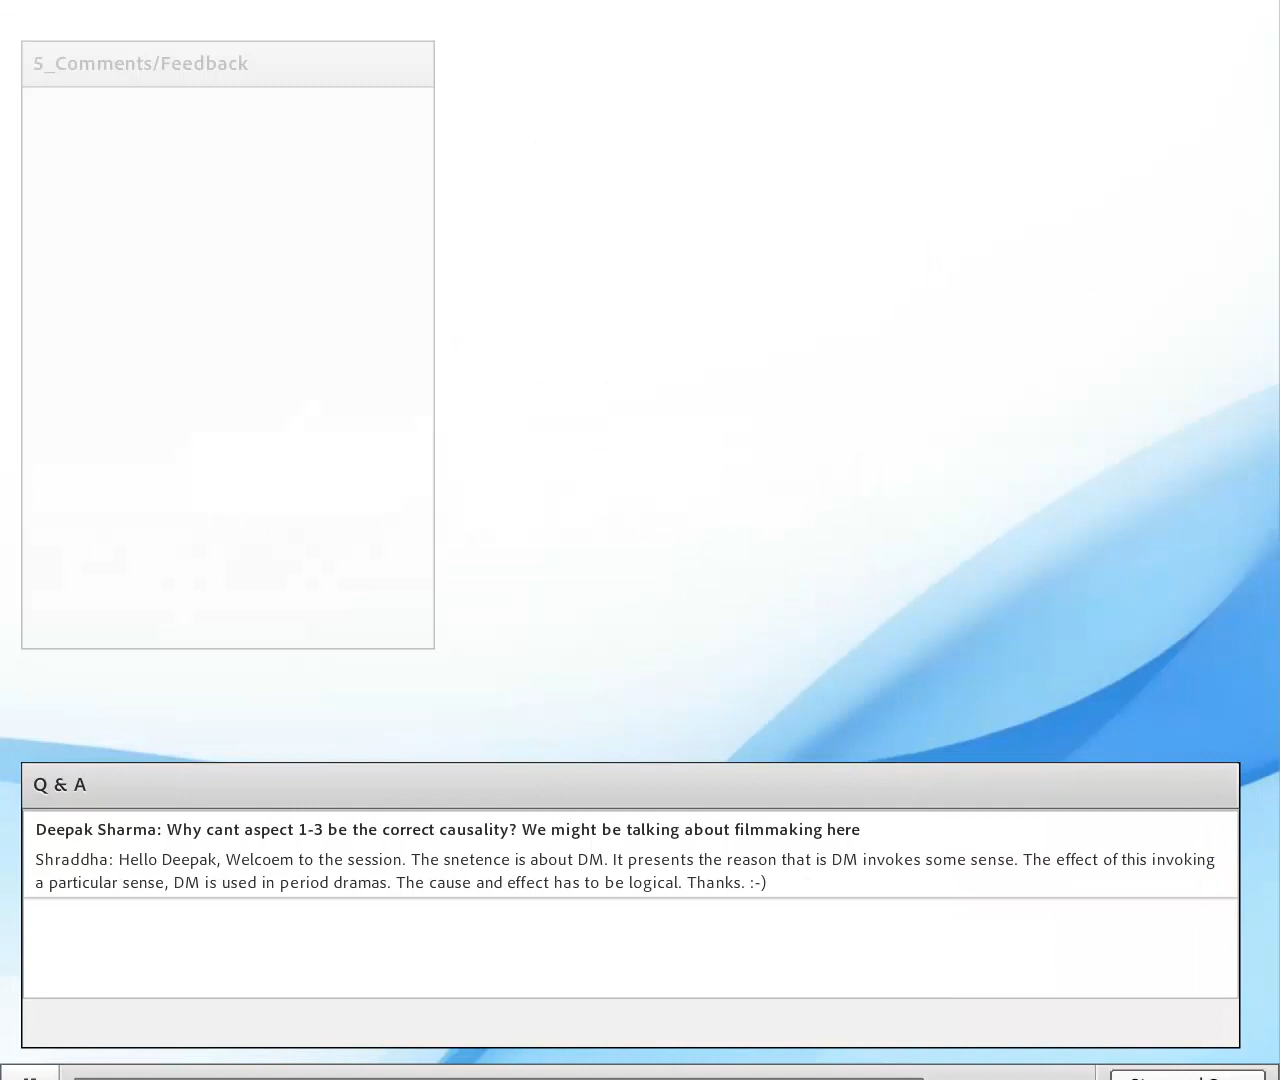 5_Comments/Feedback
Q & A
Deepak Sharma: Why cant aspect 1-3 be the correct causality? We might be talking about filmmaking here
Shraddha: Hello Deepak, Welcoem to the session. The snetence is about DM. It presents the reason that is DM invokes some sense. The effect of this invoking
a particular sense, DM is used in period dramas. The cause and effect has to be logical. Thanks. :-)